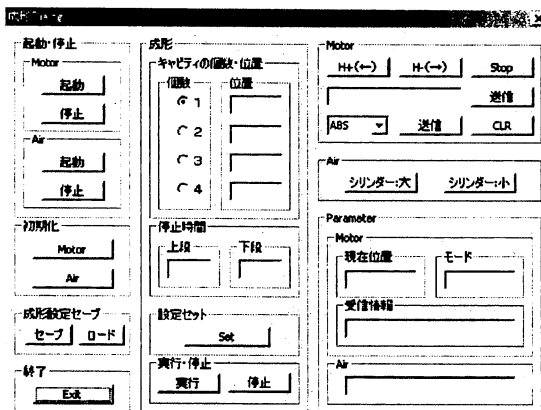 起動・停止
Motor
起動
停止
Air
起動
停止
初期化
Motor
Air
成形設定セーブ
セーブ ロード
終了
Exit
成形
キャビティの個数・位置
個数 位置
1
2
3
4
停止時間
上段 下段
設定セット
Set
実行・停止
実行 停止
Motor
H+(←) H-(→) Stop
送信
ABS 送信 CLR
Air
シリンダー:大 シリンダー:小
Parameter
Motor
現在位置 モード
受信情報
Air